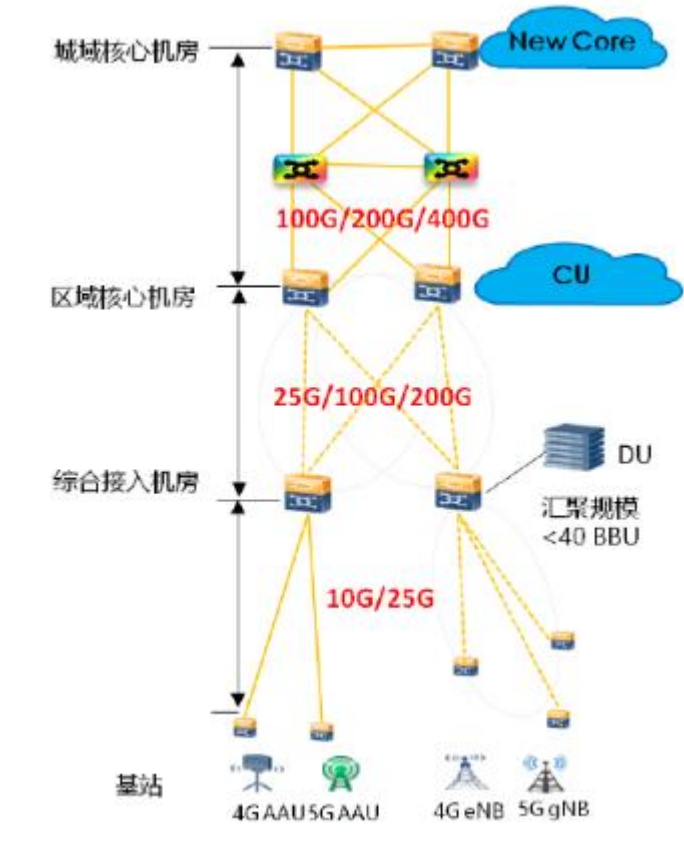 城域核心机房
New Core
100G/200G/400G
区域核心机房
CU
25G/100G/200G
综合接入机房
DU
汇聚规模
<40 BBU
10G/25G
基站
4G AAU
5G AAU
4G eNB
5G gNB